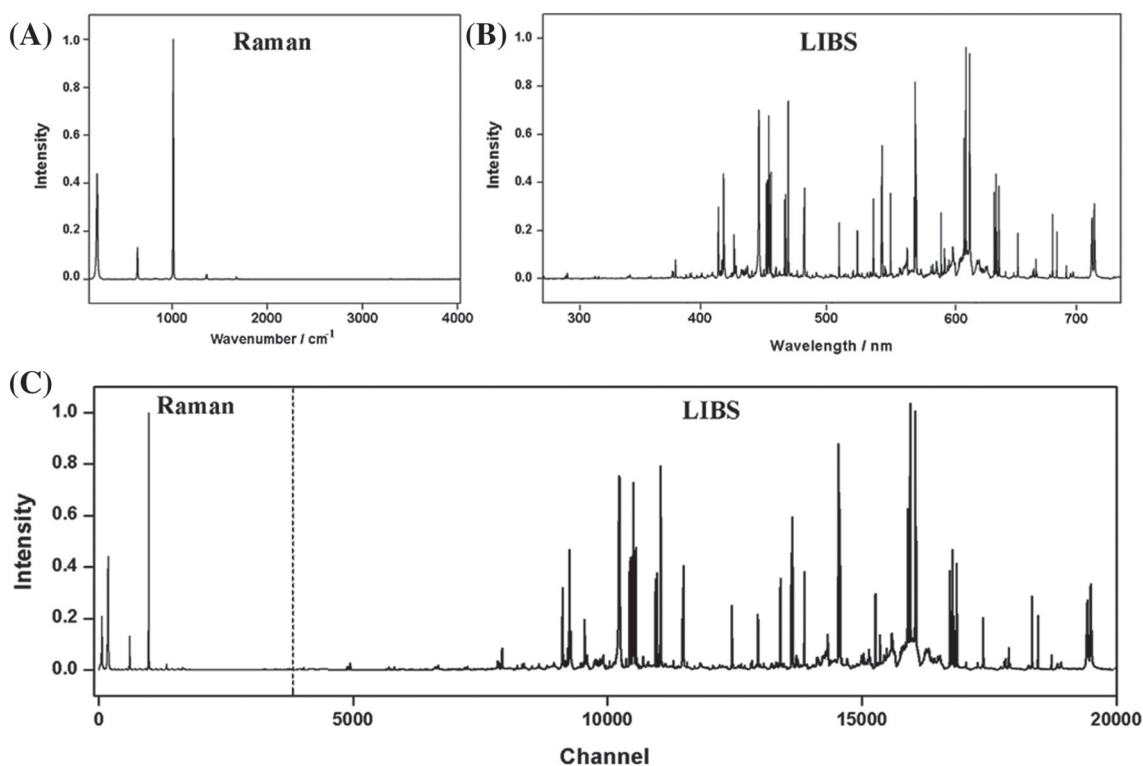 (A)
Raman
1.0
0.8
0.6
0.4
0.2
0.0
Intensity
1000 2000 3000 4000
Wavenumber / cm-1
(B)
LIBS
1.0
0.8
0.6
0.4
0.2
0.0
Intensity
300 400 500 600 700
Wavelength / nm
(C)
Raman LIBS
1.0
0.8
0.6
0.4
0.2
0.0
Intensity
0 5000 10000 15000 20000
Channel